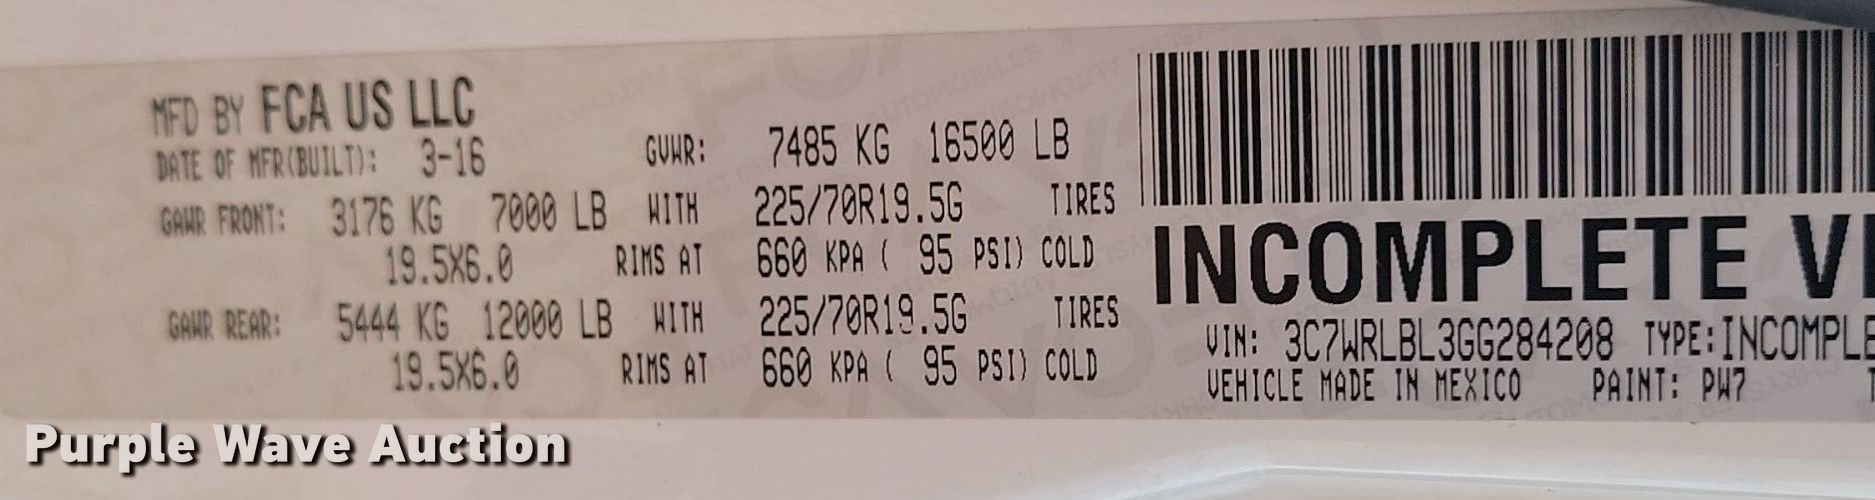 MFD BY FCA US LLC
DATE OF MFR(BUILT): 3-16 GVWR: 7485 KG 16500 LB
GAWR FRONT: 3176 KG 7000 LB WITH 225/70R19.5G TIRES
19.5X6.0 RIMS AT 660 KPA ( 95 PSI) COLD
GAWR REAR: 5444 KG 12000 LB WITH 225/70R19.5G TIRES
19.5X6.0 RIMS AT 660 KPA ( 95 PSI) COLD
INCOMPLETE
VIN: 3C7WRLBL3GG284208 TYPE: INCOMPLE
VEHICLE MADE IN MEXICO PAINT: PW7
Purple Wave Auction